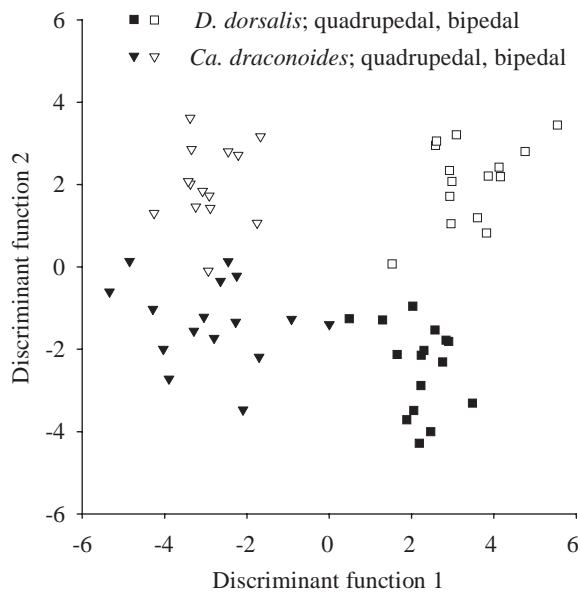 D. dorsalis; quadrupedal, bipedal
Ca. draconoides; quadrupedal, bipedal
6
4
2
0
-2
-4
-6
Discriminant function 2
-6 -4 -2 0 2 4 6
Discriminant function 1